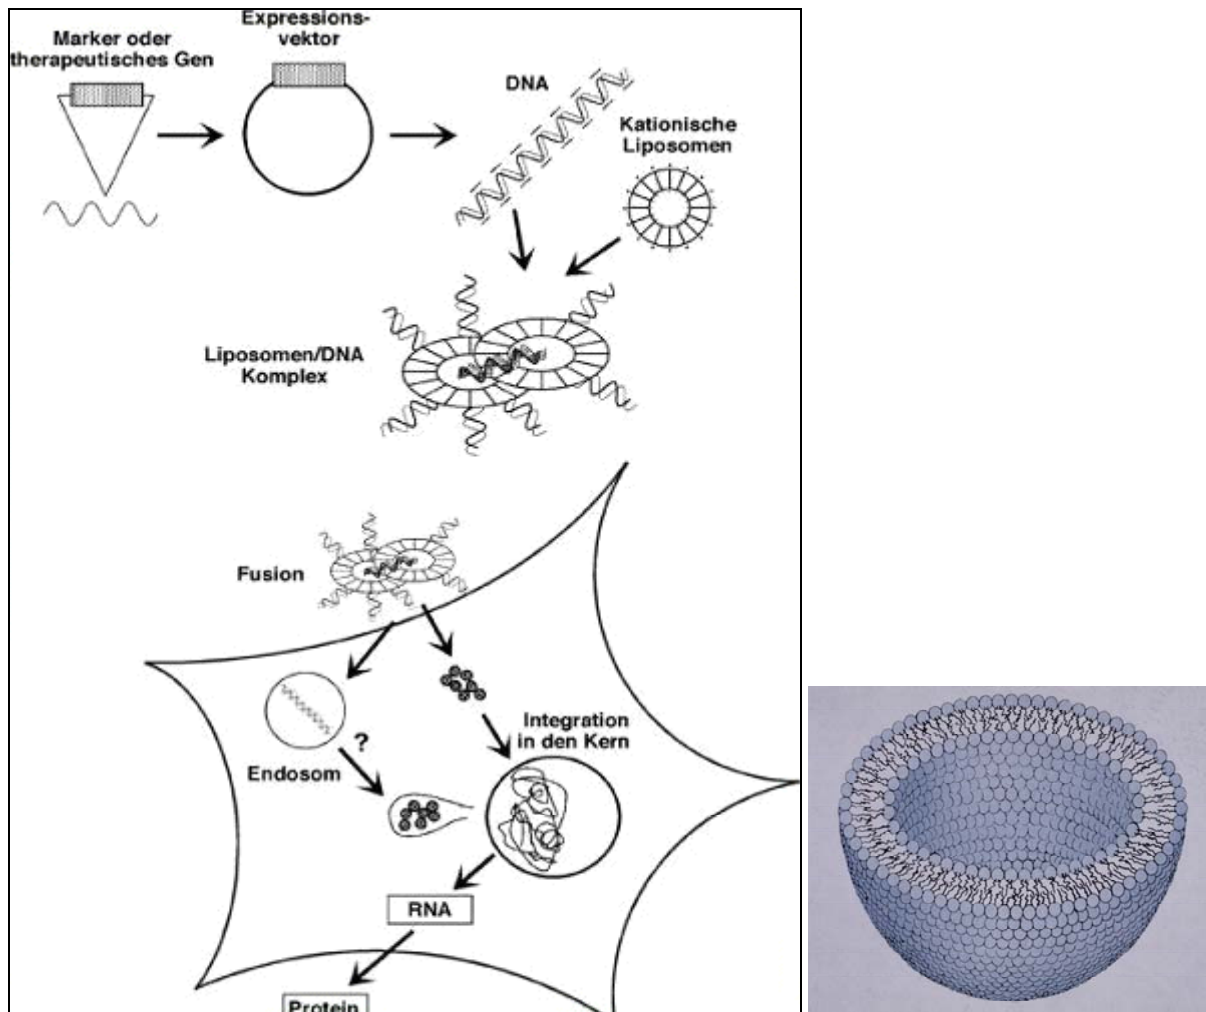 Marker oder
therapeutisches Gen
Expressions-
vektor
DNA
Kationische
Liposomen
Liposomen/DNA
Komplex
Fusion
Integration
in den Kern
?
Endosom
RNA
Protein